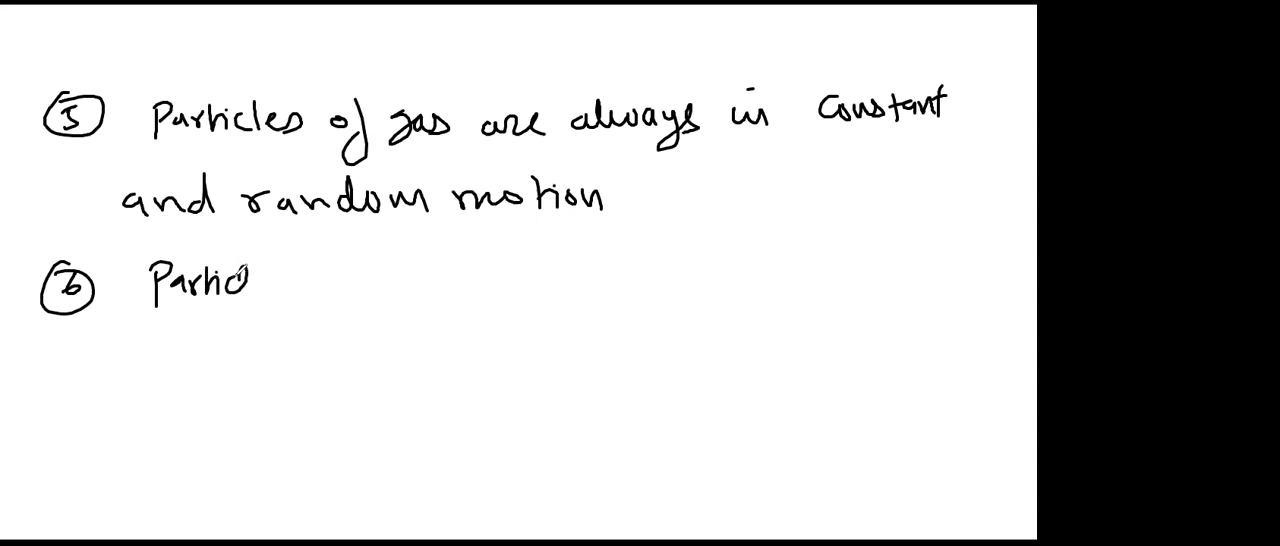 ⑤ Particles of gas are always in constant
and random motion
⑥ Partic